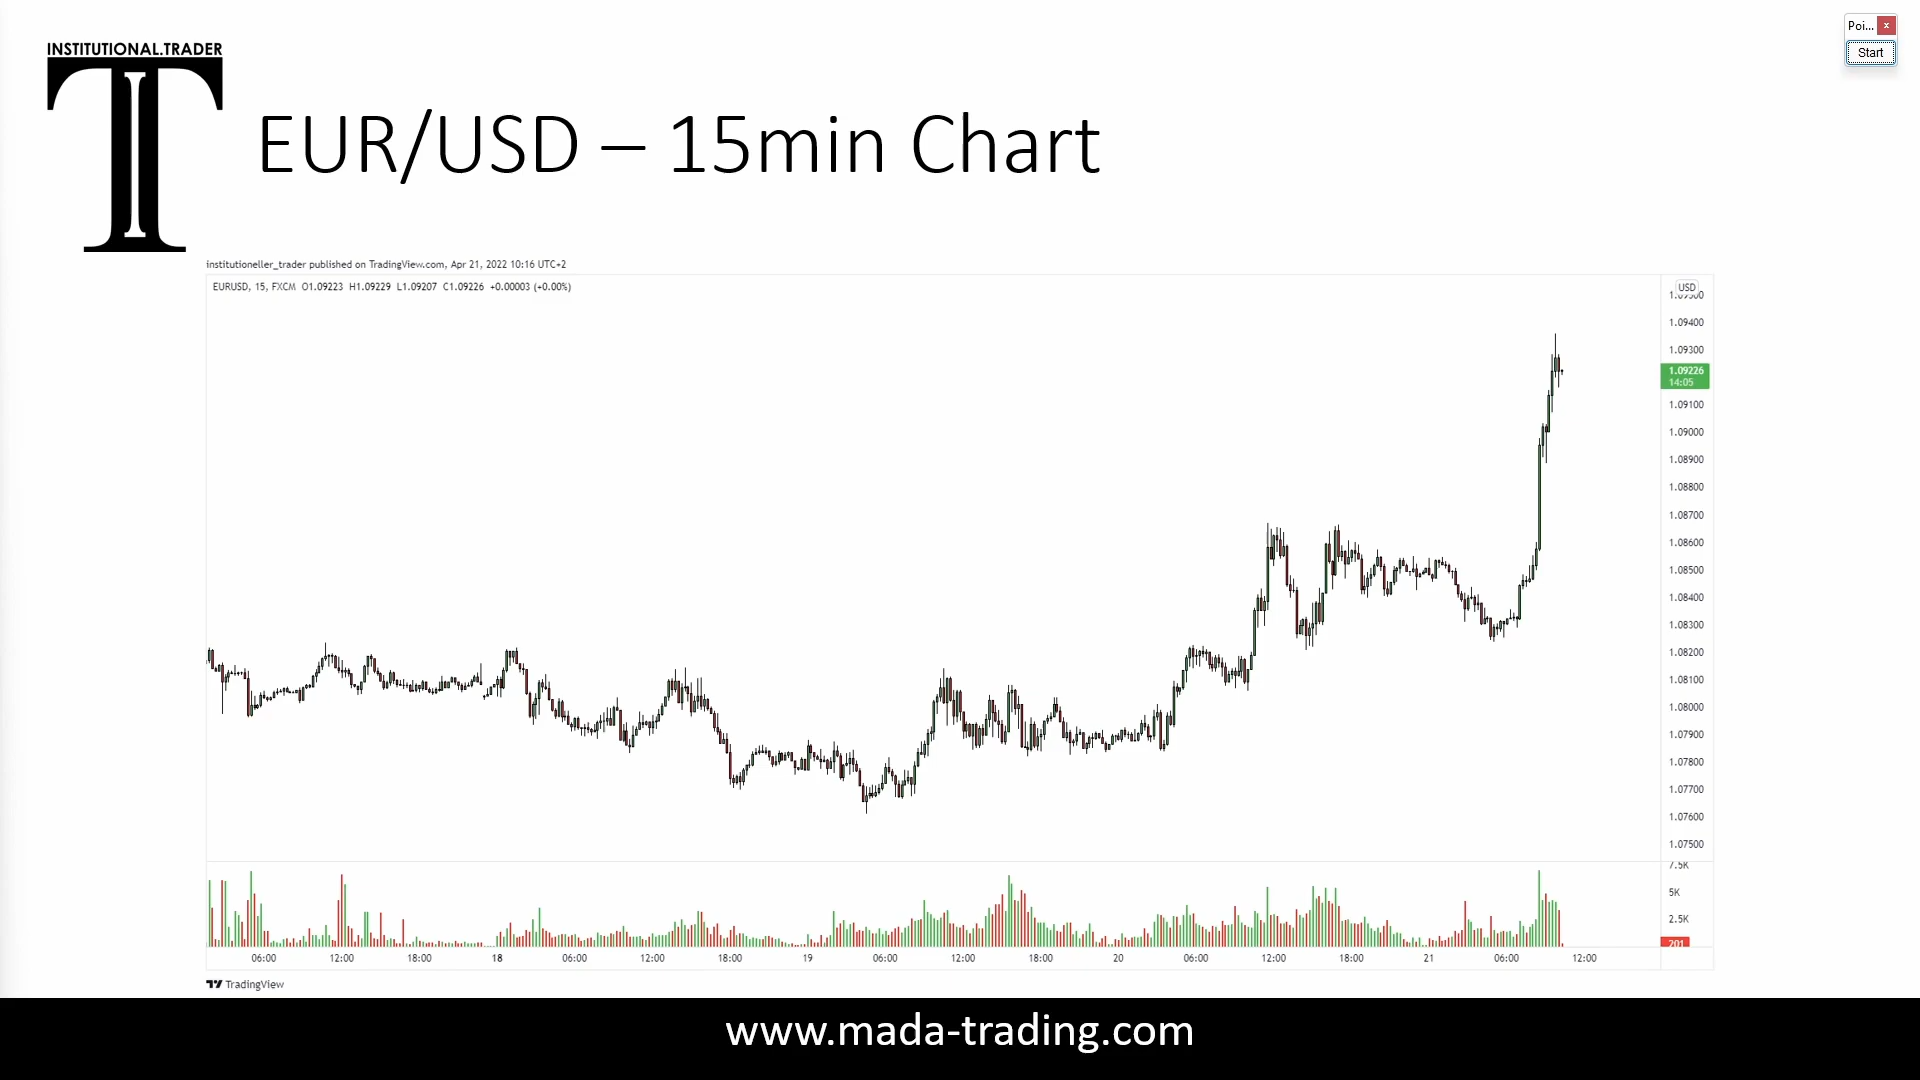 Poi...
x
Start
INSTITUTIONAL.TRADER
EUR/USD – 15min Chart
institutioneller_trader published on TradingView.com, Apr 21, 2022 10:16 UTC+2
EURUSD, 15, FXCM O1.09223 H1.09229 L1.09207 C1.09226 +0.00003 (+0.00%)
USD
1.09500
1.09400
1.09300
1.09226
14:05
1.09100
1.09000
1.08900
1.08800
1.08700
1.08600
1.08500
1.08400
1.08300
1.08200
1.08100
1.08000
1.07900
1.07800
1.07700
1.07600
1.07500
7.5K
5K
2.5K
201
06:00 12:00 18:00 18 06:00 12:00 18:00 19 06:00 12:00 18:00 20 06:00 12:00 18:00 21 06:00 12:00
TradingView
www.mada-trading.com